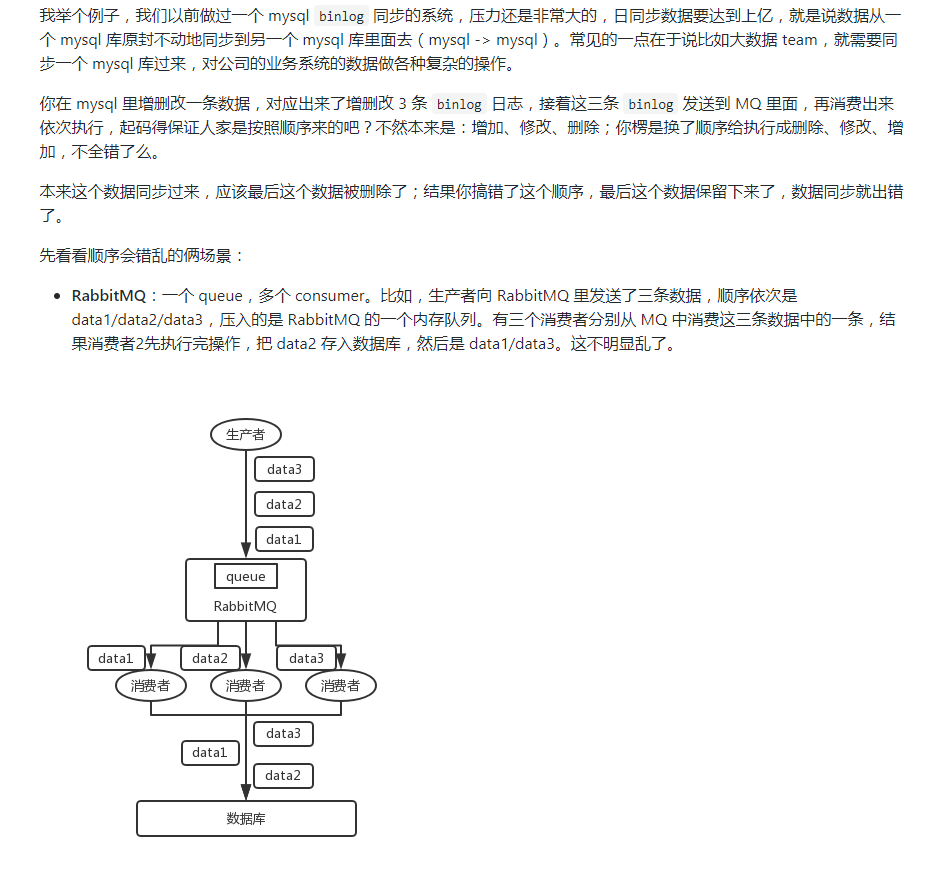 我举个例子，我们以前做过一个 mysql binlog 同步的系统，压力还是非常大的，日同步数据要达到上亿，就是说数据从一
个 mysql 库原封不动地同步到另一个 mysql 库里面去（mysql -> mysql）。常见的一点在于说比如大数据 team，就需要同
步一个 mysql 库过来，对公司的业务系统的数据做各种复杂的操作。
你在 mysql 里增删改一条数据，对应出来了增删改 3 条 binlog 日志，接着这三条 binlog 发送到 MQ 里面，再消费出来
依次执行，起码得保证人家是按照顺序来的吧？不然本来是：增加、修改、删除；你楞是换了顺序给执行成删除、修改、增
加，不全错了么。
本来这个数据同步过来，应该最后这个数据被删除了；结果你搞错了这个顺序，最后这个数据保留下来了，数据同步就出错
了。
先看看顺序会错乱的俩场景：
• RabbitMQ：一个 queue，多个 consumer。比如，生产者向 RabbitMQ 里发送了三条数据，顺序依次是
data1/data2/data3，压入的是 RabbitMQ 的一个内存队列。有三个消费者分别从 MQ 中消费这三条数据中的一条，结
果消费者2先执行完操作，把 data2 存入数据库，然后是 data1/data3。这不明显乱了。
生产者
data3
data2
data1
queue
RabbitMQ
data1
data2
data3
消费者
消费者
消费者
data3
data1
data2
数据库